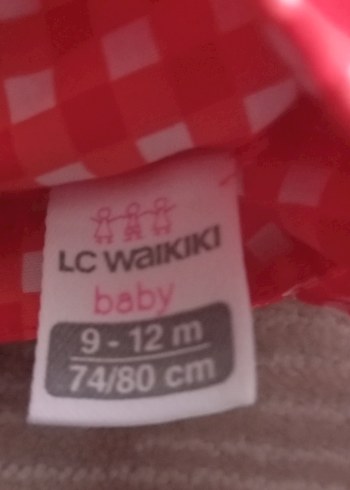 LC WAIKIKI
baby
9 - 12 m
74/80 cm